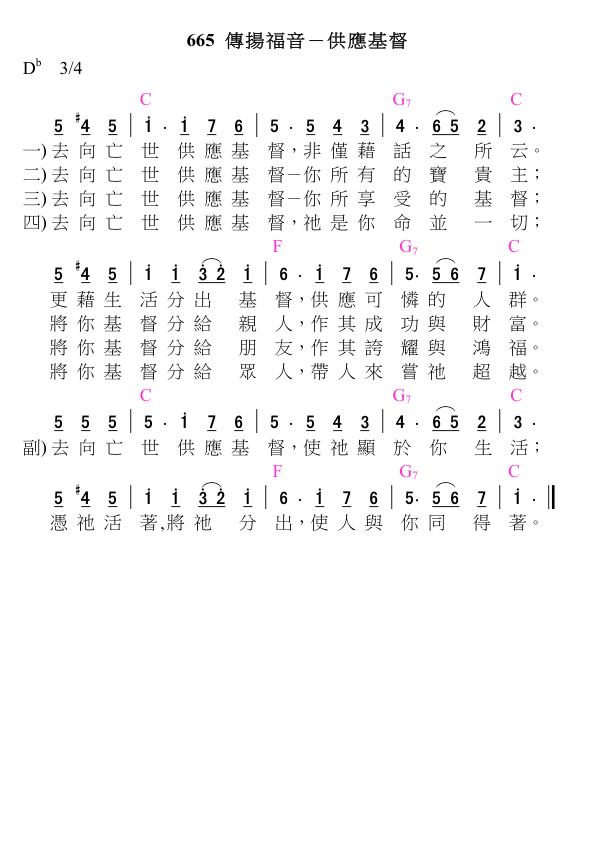 665 傳揚福音－供應基督
Dᵇ 3/4
C G₇ C
5 #4 5 | i · i 7 6 | 5 · 5 4 3 | 4 · 6 5 2 | 3 ·
一) 去向亡 世供應基 督，非僅藉 話之所 云。
二) 去向亡 世供應基 督－你所有 的寶貴 主；
三) 去向亡 世供應基 督－你所享 受的基 督；
四) 去向亡 世供應基 督，祂是你 命並一 切；
F G₇ C
5 #4 5 | i i 3 2 i | 6 · i 7 6 | 5· 5 6 7 | i ·
更藉生 活分出基 督，供應可 憐的人 群。
將你基 督分給親 人，作其成 功與財 富。
將你基 督分給朋 友，作其誇 耀與鴻 福。
將你基 督分給眾 人，帶人來 嘗祂超 越。
C G₇ C
5 5 5 | 5 · i 7 6 | 5 · 5 4 3 | 4 · 6 5 2 | 3 ·
副) 去向亡 世供應基 督，使祂顯 於你生 活；
F G₇ C
5 #4 5 | i i 3 2 i | 6 · i 7 6 | 5· 5 6 7 | i · ‖
憑祂活 著,將祂分 出，使人與 你同得 著。